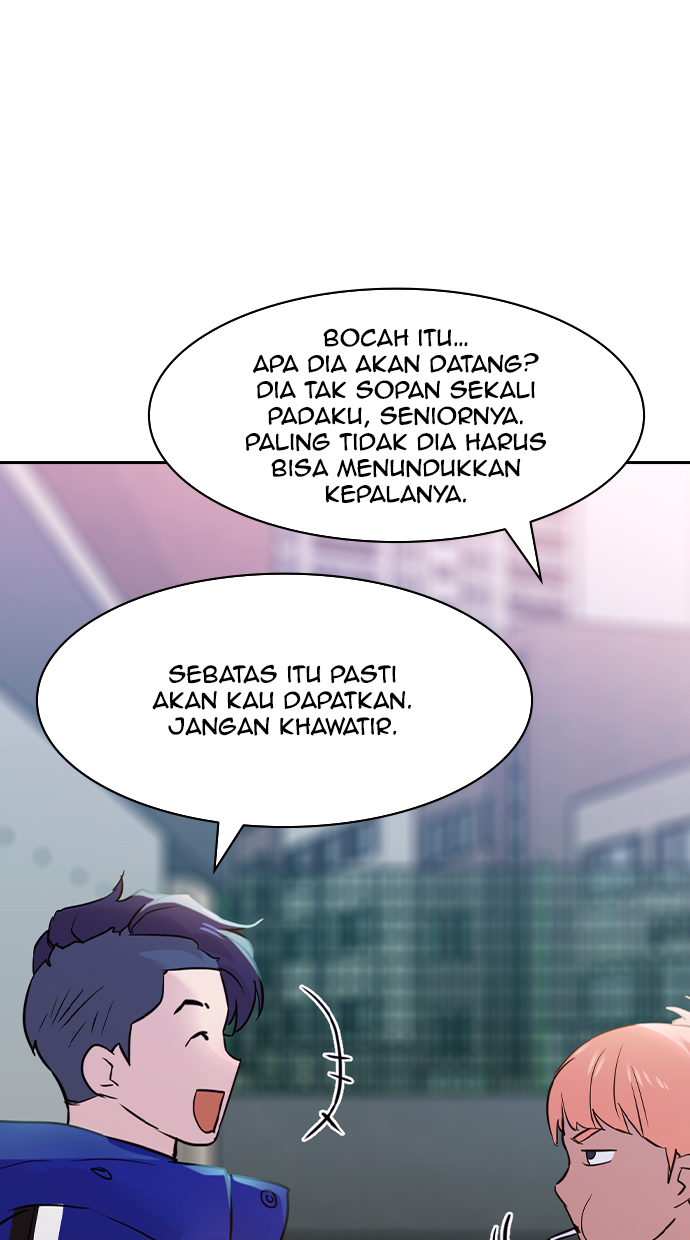 BOCAH ITU...
APA DIA AKAN DATANG?
DIA TAK SOPAN SEKALI
PADAKU, SENIORNYA.
PALING TIDAK DIA HARUS
BISA MENUNDUKKAN
KEPALANYA.
SEBATAS ITU PASTI
AKAN KAU DAPATKAN.
JANGAN KHAWATIR.